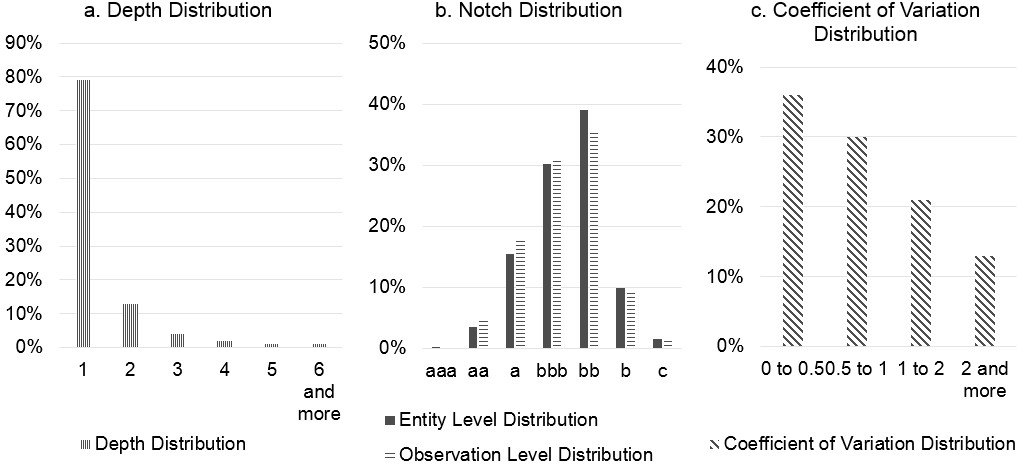 a. Depth Distribution
90%
80%
70%
60%
50%
40%
30%
20%
10%
0%
1 2 3 4 5 6
and
more
Depth Distribution
b. Notch Distribution
50%
40%
30%
20%
10%
0%
aaa aa a bbb bb b c
Entity Level Distribution
Observation Level Distribution
c. Coefficient of Variation
Distribution
40%
30%
20%
10%
0%
0 to 0.5 0.5 to 1 1 to 2 2 and
more
Coefficient of Variation Distribution